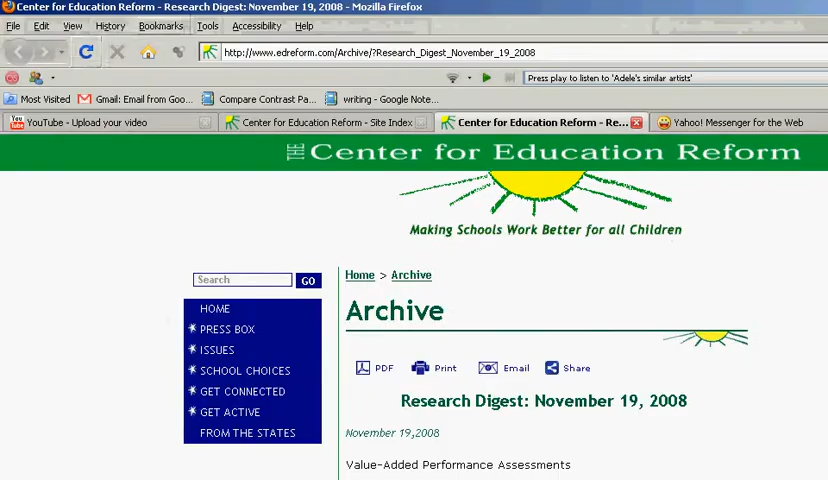 Center for Education Reform - Research Digest: November 19, 2008 - Mozilla Firefox
File Edit View History Bookmarks Tools Accessibility Help
http://www.edreform.com/Archive/?Research_Digest_November_19_2008
Press play to listen to 'Adele's similar artists'
Most Visited Gmail: Email from Goo... Compare Contrast Pa... writing - Google Note...
YouTube - Upload your video Center for Education Reform - Site Index Center for Education Reform - Re... Yahoo! Messenger for the Web
THE Center for Education Reform
Making Schools Work Better for all Children
Search GO
Home > Archive
HOME
PRESS BOX
ISSUES
SCHOOL CHOICES
GET CONNECTED
GET ACTIVE
FROM THE STATES
Archive
PDF Print Email Share
Research Digest: November 19, 2008
November 19,2008
Value-Added Performance Assessments